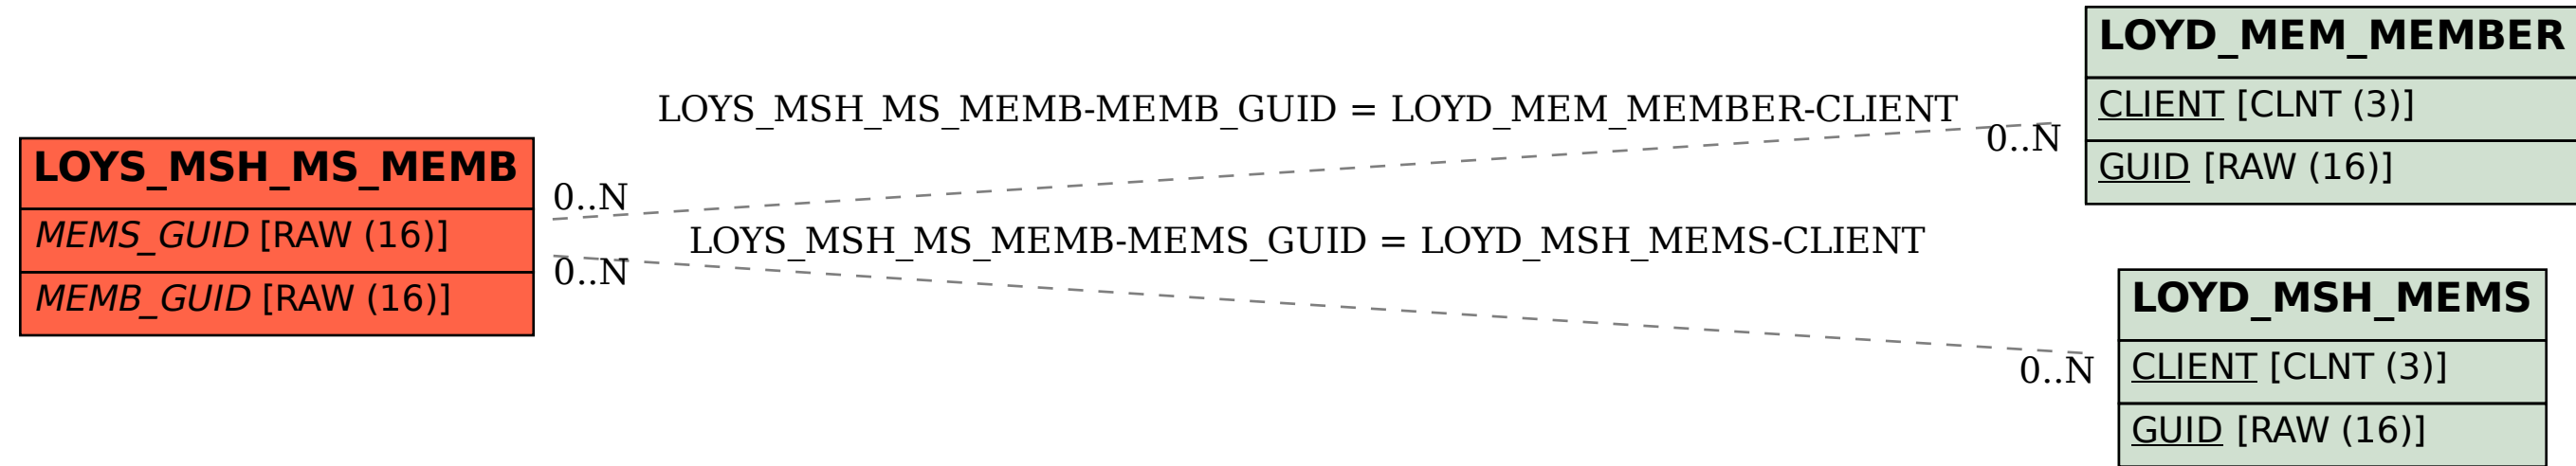 LOYS_MSH_MS_MEMB
MEMS_GUID [RAW (16)]
MEMB_GUID [RAW (16)]
LOYS_MSH_MS_MEMB-MEMB_GUID = LOYD_MEM_MEMBER-CLIENT
0..N
0..N
LOYS_MSH_MS_MEMB-MEMS_GUID = LOYD_MSH_MEMS-CLIENT
0..N
0..N
LOYD_MEM_MEMBER
CLIENT [CLNT (3)]
GUID [RAW (16)]
LOYD_MSH_MEMS
CLIENT [CLNT (3)]
GUID [RAW (16)]